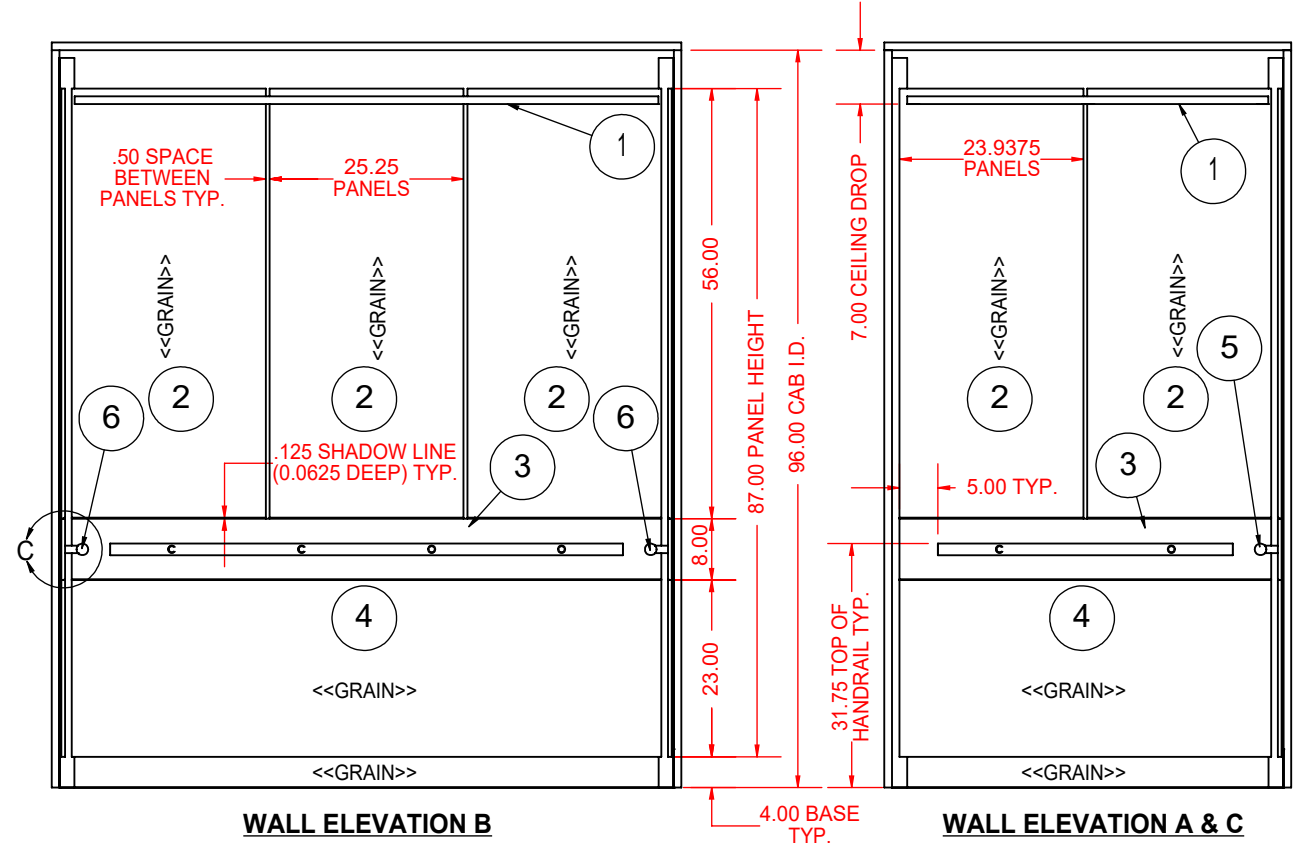 1
.50 SPACE
BETWEEN
PANELS TYP.
25.25
PANELS
<<GRAIN>>
<<GRAIN>>
<<GRAIN>>
2
2
2
6
6
.125 SHADOW LINE
(0.0625 DEEP) TYP.
3
C
4
<<GRAIN>>
<<GRAIN>>
56.00
8.00
23.00
87.00 PANEL HEIGHT
96.00 CAB I.D.
4.00 BASE
TYP.
WALL ELEVATION B
7.00 CEILING DROP
23.9375
PANELS
1
<<GRAIN>>
<<GRAIN>>
2
2
5
3
5.00 TYP.
31.75 TOP OF
HANDRAIL TYP.
4
<<GRAIN>>
<<GRAIN>>
WALL ELEVATION A & C